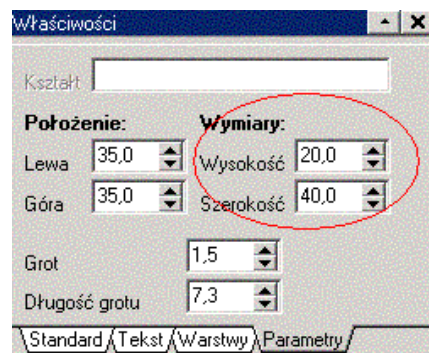 Właściwości
Kształt
Położenie: Wymiary:
Lewa 35,0 Wysokość 20,0
Góra 35,0 Szerokość 40,0
Grot 1,5
Długość grotu 7,3
Standard Tekst Warstwy Parametry